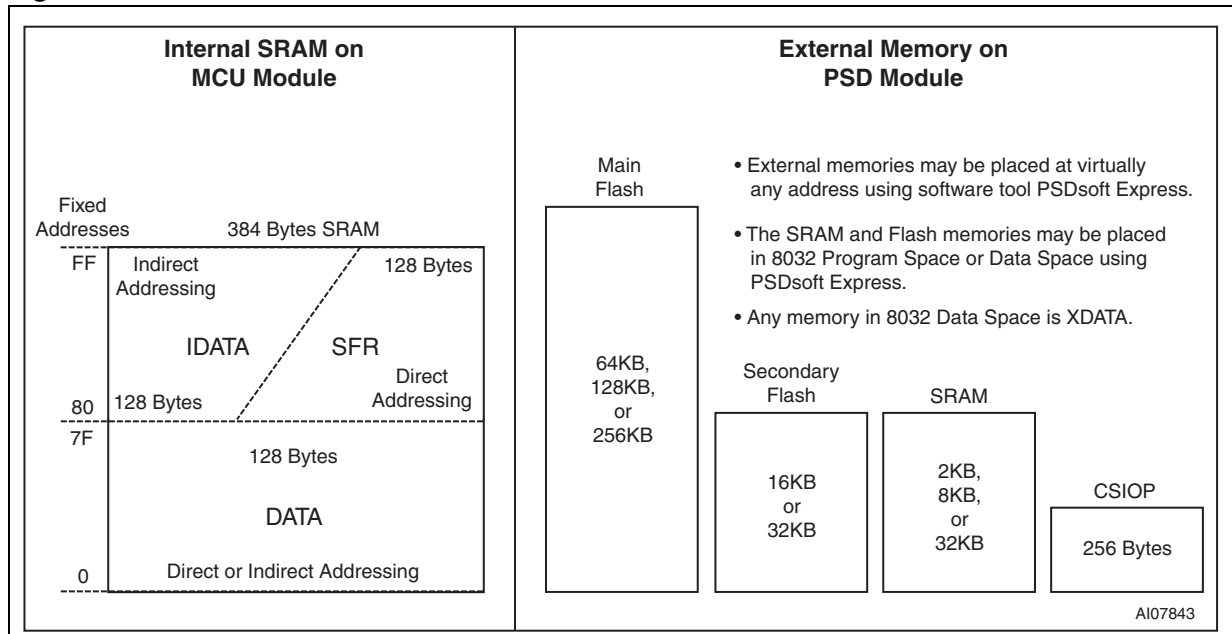 Internal SRAM on
MCU Module
Fixed
Addresses
384 Bytes SRAM
FF
Indirect
Addressing
128 Bytes
IDATA
SFR
Direct
Addressing
80
128 Bytes
7F
128 Bytes
DATA
0
Direct or Indirect Addressing
External Memory on
PSD Module
• External memories may be placed at virtually
any address using software tool PSDsoft Express.
• The SRAM and Flash memories may be placed
in 8032 Program Space or Data Space using
PSDsoft Express.
• Any memory in 8032 Data Space is XDATA.
Main
Flash
64KB,
128KB,
or
256KB
Secondary
Flash
16KB
or
32KB
SRAM
2KB,
8KB,
or
32KB
CSIOP
256 Bytes
AI07843